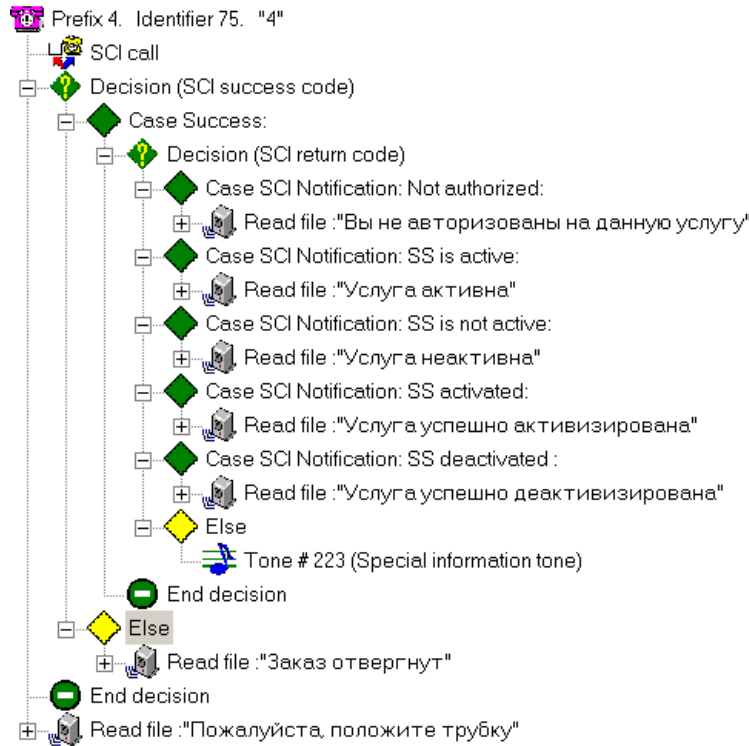 Prefix 4. Identifier 75. "4"
SCI call
Decision (SCI success code)
Case Success:
Decision (SCI return code)
Case SCI Notification: Not authorized:
Read file :"Вы не авторизованы на данную услугу"
Case SCI Notification: SS is active:
Read file :"Услуга активна"
Case SCI Notification: SS is not active:
Read file :"Услуга неактивна"
Case SCI Notification: SS activated:
Read file :"Услуга успешно активизирована"
Case SCI Notification: SS deactivated :
Read file :"Услуга успешно деактивизирована"
Else
Tone # 223 (Special information tone)
End decision
Else
Read file :"Заказ отвергнут"
End decision
Read file :"Пожалуйста, положите трубку"